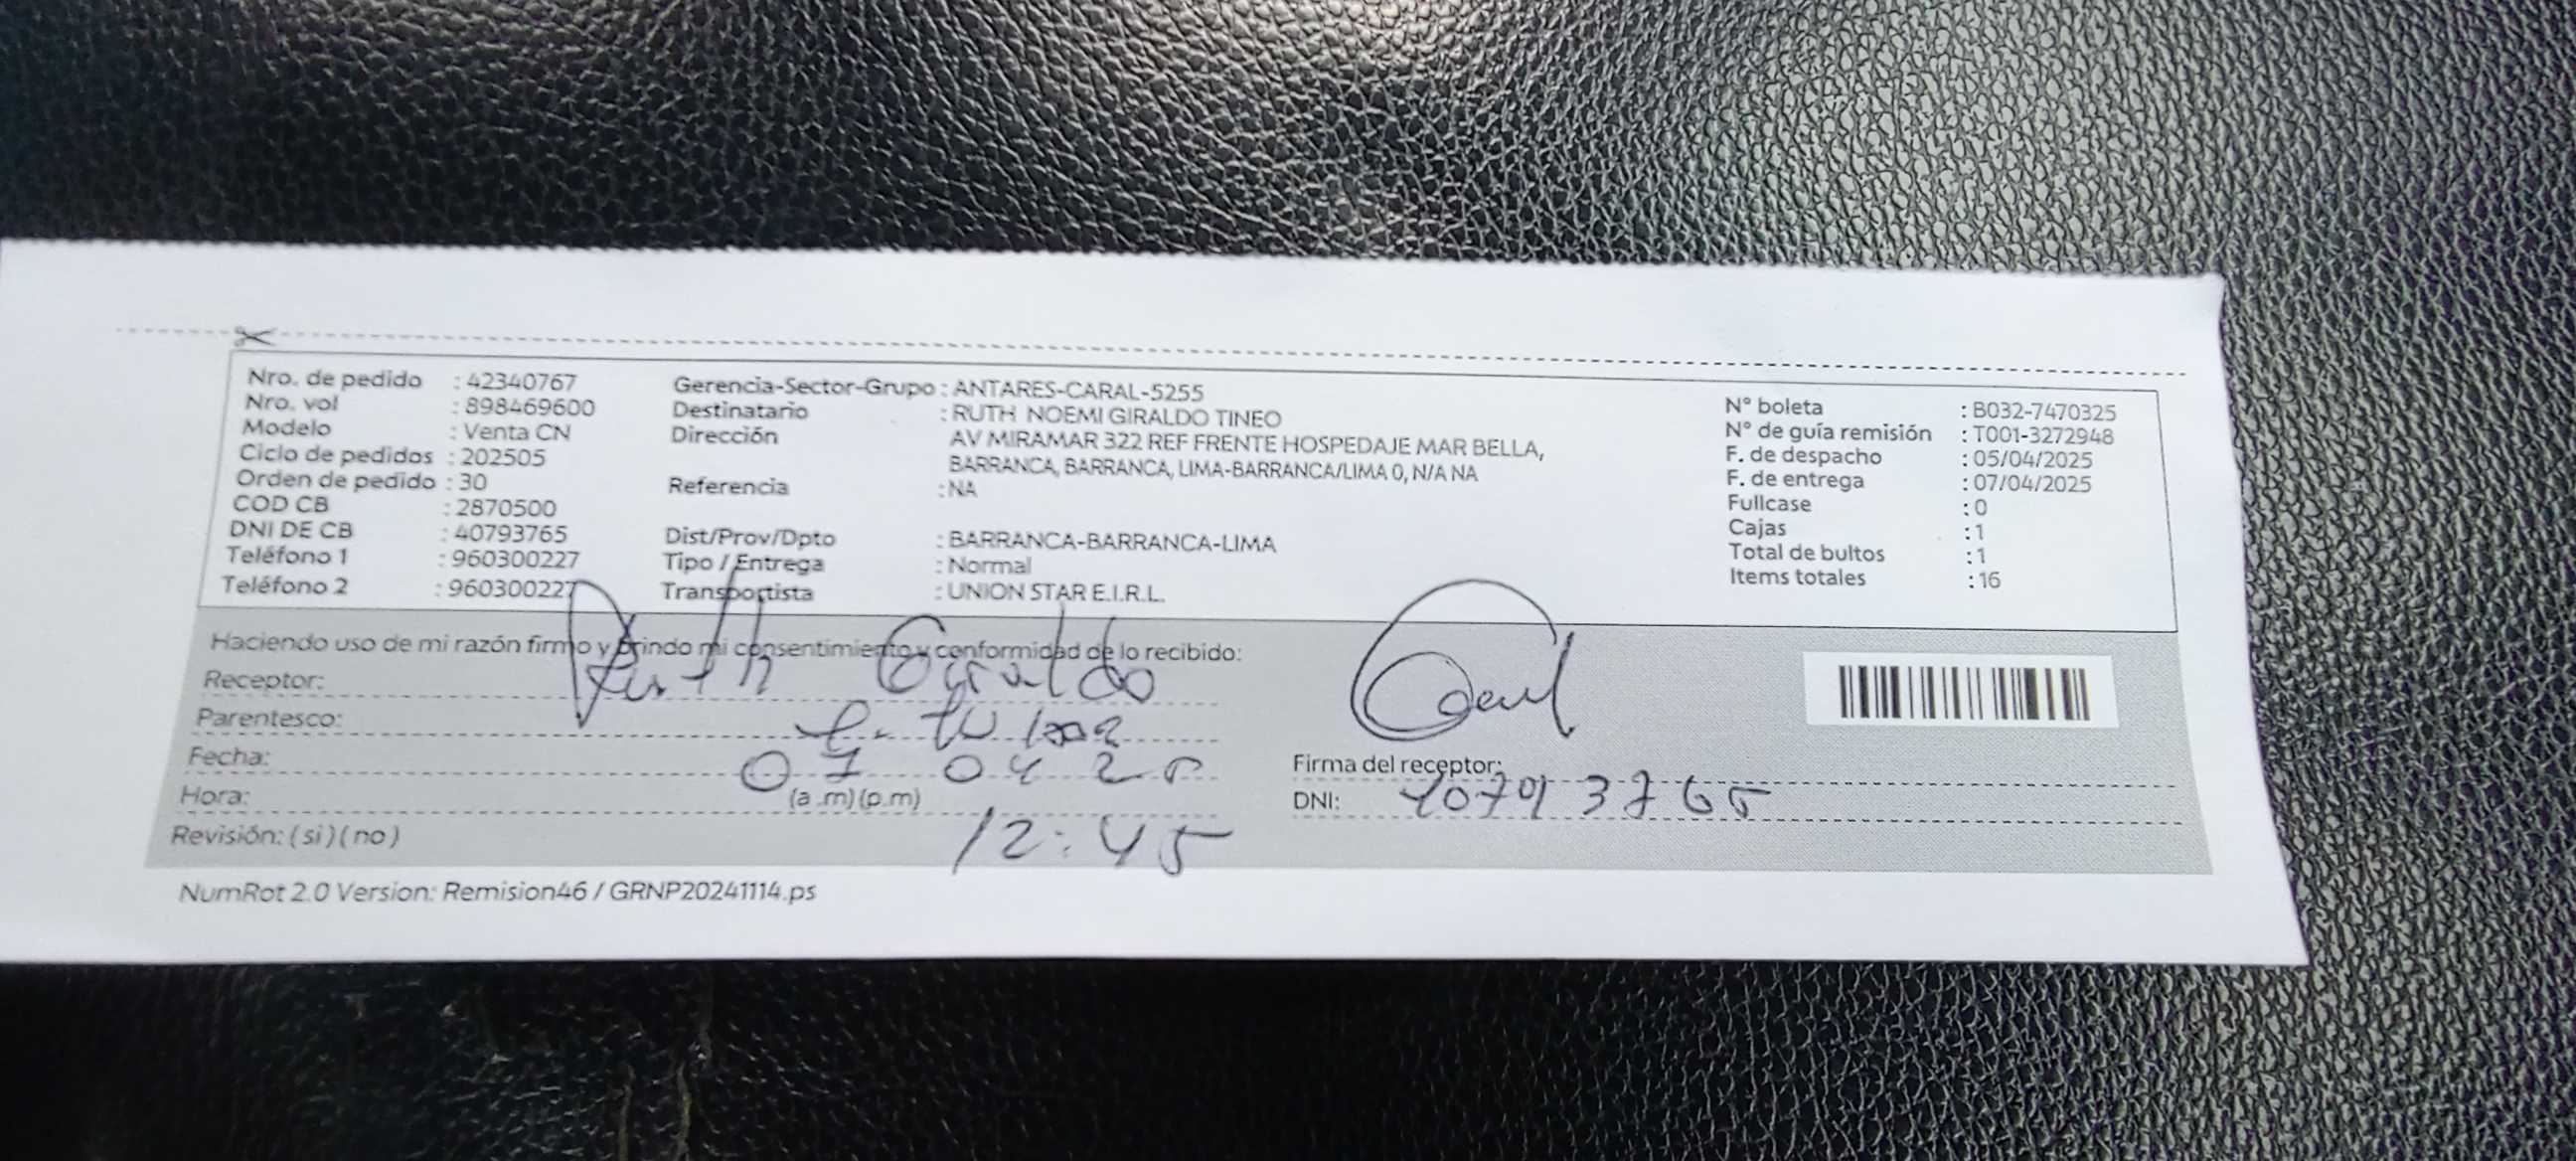 Nro. de pedido : 42340767
Nro. vol : 898469600
Modelo : Venta CN
Ciclo de pedidos : 202505
Orden de pedido : 30
COD CB : 2870500
DNI DE CB : 40793765
Teléfono 1 : 960300227
Teléfono 2 : 960300227
Gerencia-Sector-Grupo : ANTARES-CARAL-5255
Destinatario : RUTH NOEMI GIRALDO TINEO
Dirección AV MIRAMAR 322 REF FRENTE HOSPEDAJE MAR BELLA,
BARRANCA, BARRANCA, LIMA-BARRANCA/LIMA 0, N/A NA
Referencia : NA
Dist/Prov/Dpto : BARRANCA-BARRANCA-LIMA
Tipo / Entrega : Normal
Transportista : UNION STAR E.I.R.L.
N° boleta : B032-7470325
N° de guía remisión : T001-3272948
F. de despacho : 05/04/2025
F. de entrega : 07/04/2025
Fullcase : 0
Cajas : 1
Total de bultos : 1
Items totales : 16
Haciendo uso de mi razón firmo y brindo mi consentimiento y conformidad de lo recibido:
Receptor: Ruth Giraldo
Parentesco:
Fecha: 07 04 25
Hora: (a.m)(p.m) 12:45
Revisión: ( si ) ( no )
Firma del receptor:
DNI: 40793765
NumRot 2.0 Version: Remision46 / GRNP20241114.ps